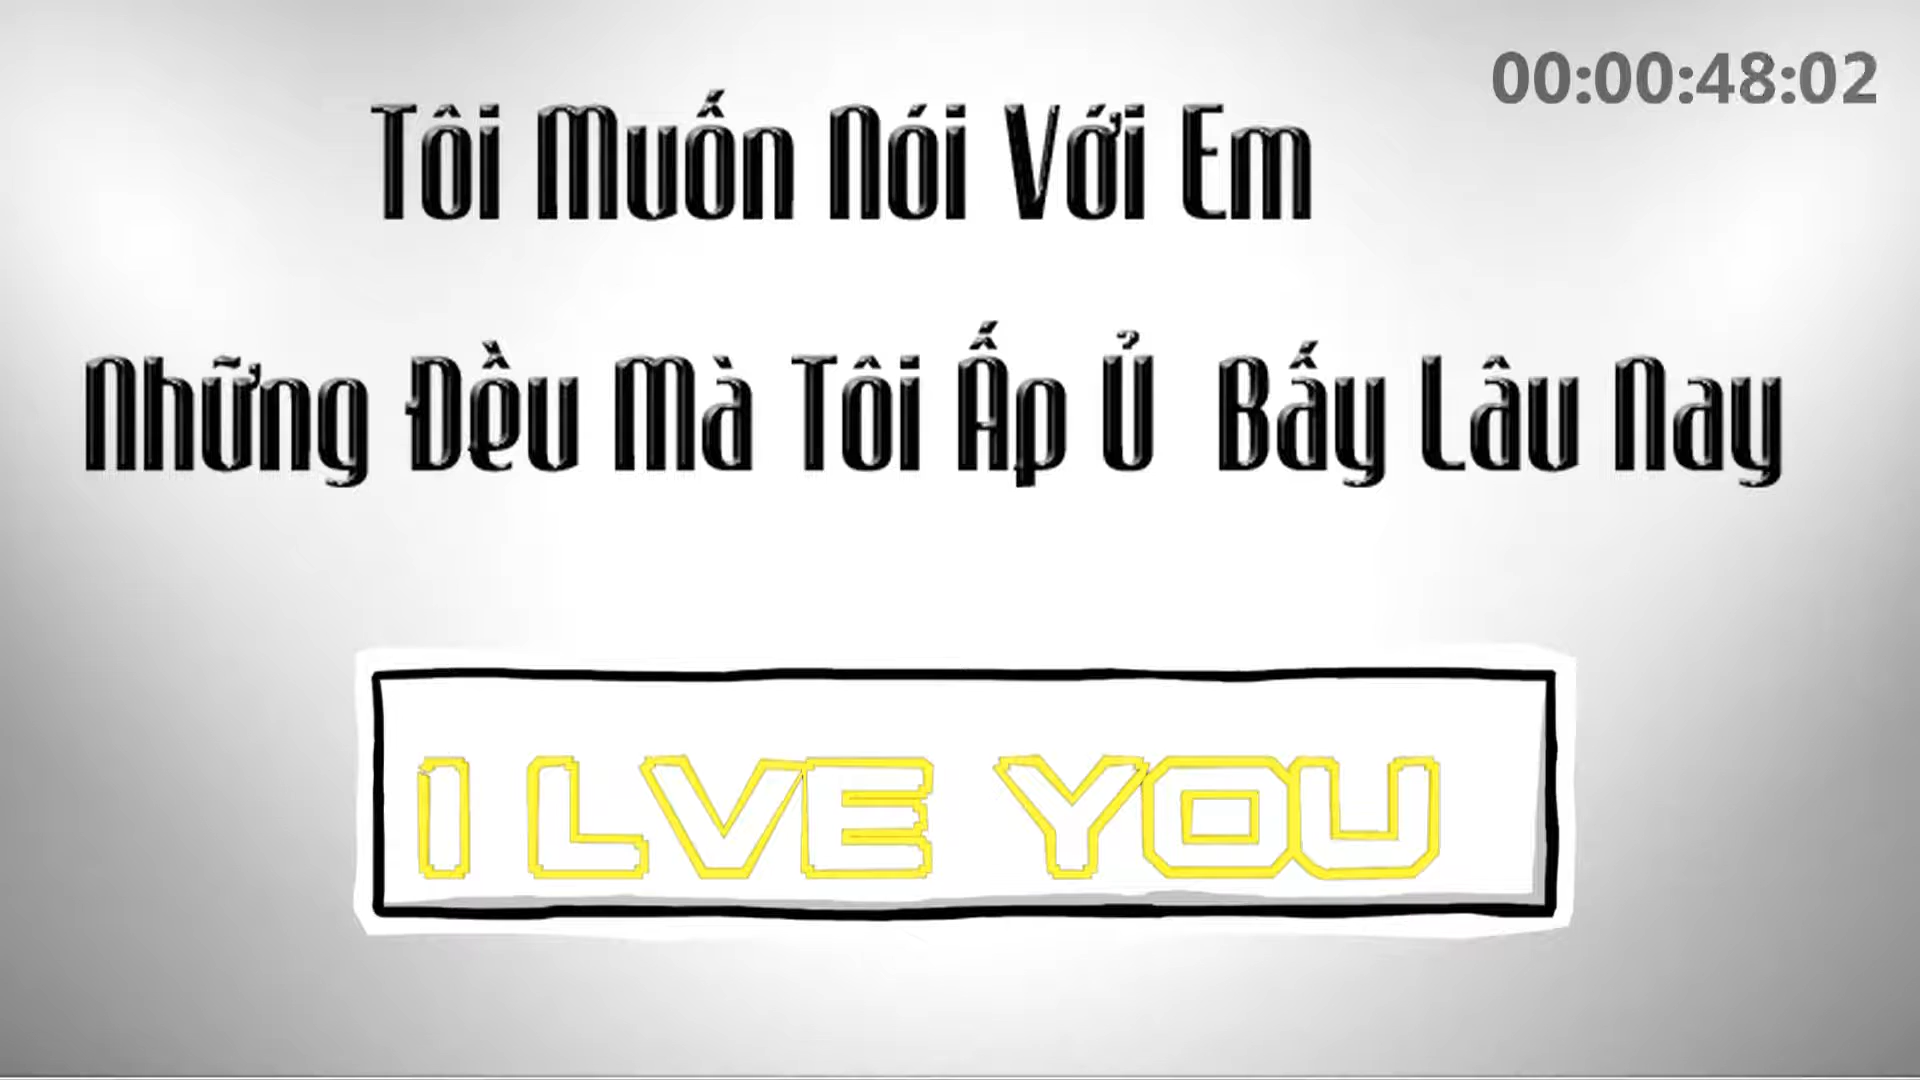 00:00:48:02
Tôi Muốn Nói Với Em
Những Đều Mà Tôi Ấp Ủ Bấy Lâu Nay
I LVE YOU